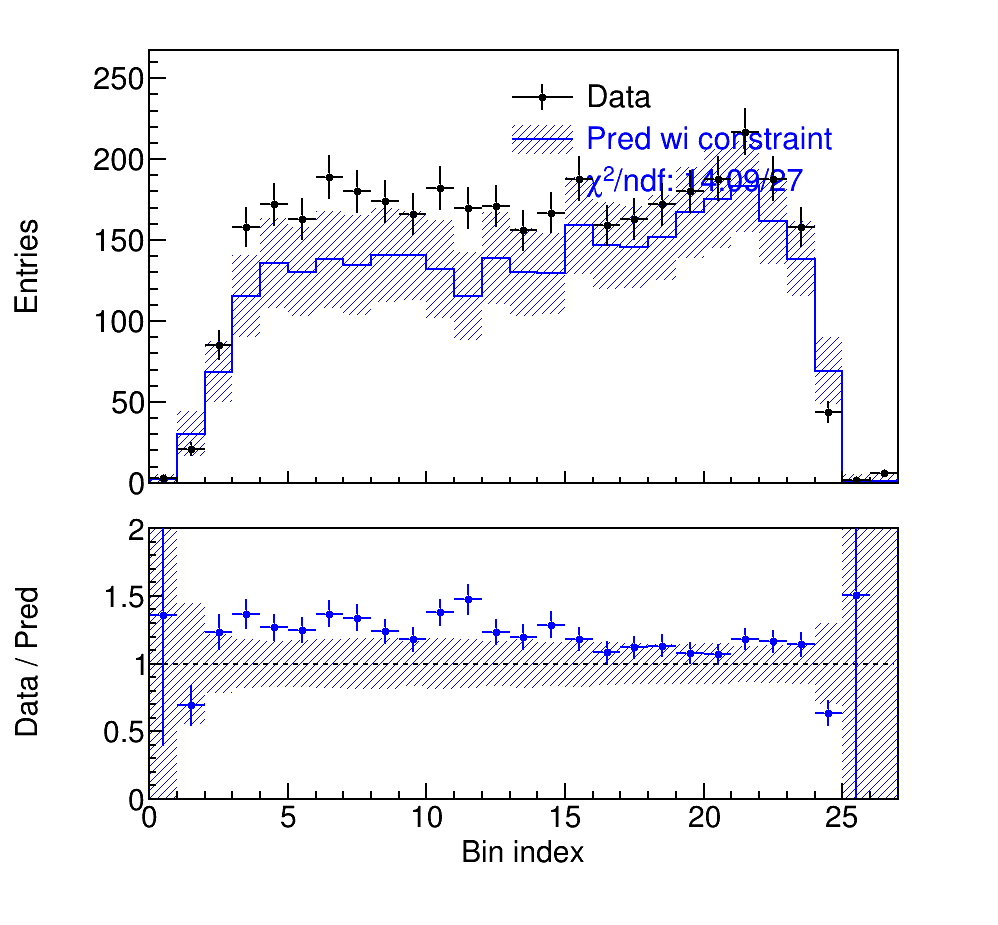 250
200
150
100
50
0
Entries
Data
Pred wi constraint
χ²/ndf: 14.09/27
2
1.5
1
0.5
0
Data / Pred
0 5 10 15 20 25
Bin index